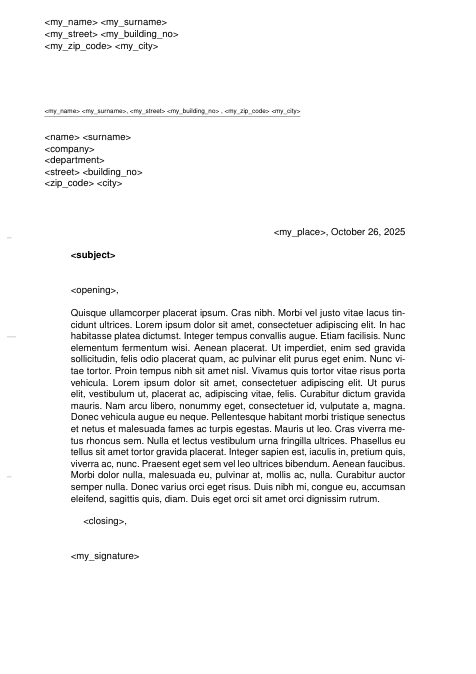 <my_name> <my_surname>
<my_street> <my_building_no>
<my_zip_code> <my_city>
<my_name> <my_surname>, <my_street> <my_building_no> , <my_zip_code> <my_city>
<name> <surname>
<company>
<department>
<street> <building_no>
<zip_code> <city>
<my_place>, October 26, 2025
<subject>
<opening>,
Quisque ullamcorper placerat ipsum. Cras nibh. Morbi vel justo vitae lacus tin-
cidunt ultrices. Lorem ipsum dolor sit amet, consectetuer adipiscing elit. In hac
habitasse platea dictumst. Integer tempus convallis augue. Etiam facilisis. Nunc
elementum fermentum wisi. Aenean placerat. Ut imperdiet, enim sed gravida
sollicitudin, felis odio placerat quam, ac pulvinar elit purus eget enim. Nunc vi-
tae tortor. Proin tempus nibh sit amet nisl. Vivamus quis tortor vitae risus porta
vehicula. Lorem ipsum dolor sit amet, consectetuer adipiscing elit. Ut purus
elit, vestibulum ut, placerat ac, adipiscing vitae, felis. Curabitur dictum gravida
mauris. Nam arcu libero, nonummy eget, consectetuer id, vulputate a, magna.
Donec vehicula augue eu neque. Pellentesque habitant morbi tristique senectus
et netus et malesuada fames ac turpis egestas. Mauris ut leo. Cras viverra me-
tus rhoncus sem. Nulla et lectus vestibulum urna fringilla ultrices. Phasellus eu
tellus sit amet tortor gravida placerat. Integer sapien est, iaculis in, pretium quis,
viverra ac, nunc. Praesent eget sem vel leo ultrices bibendum. Aenean faucibus.
Morbi dolor nulla, malesuada eu, pulvinar at, mollis ac, nulla. Curabitur auctor
semper nulla. Donec varius orci eget risus. Duis nibh mi, congue eu, accumsan
eleifend, sagittis quis, diam. Duis eget orci sit amet orci dignissim rutrum.
<closing>,
<my_signature>